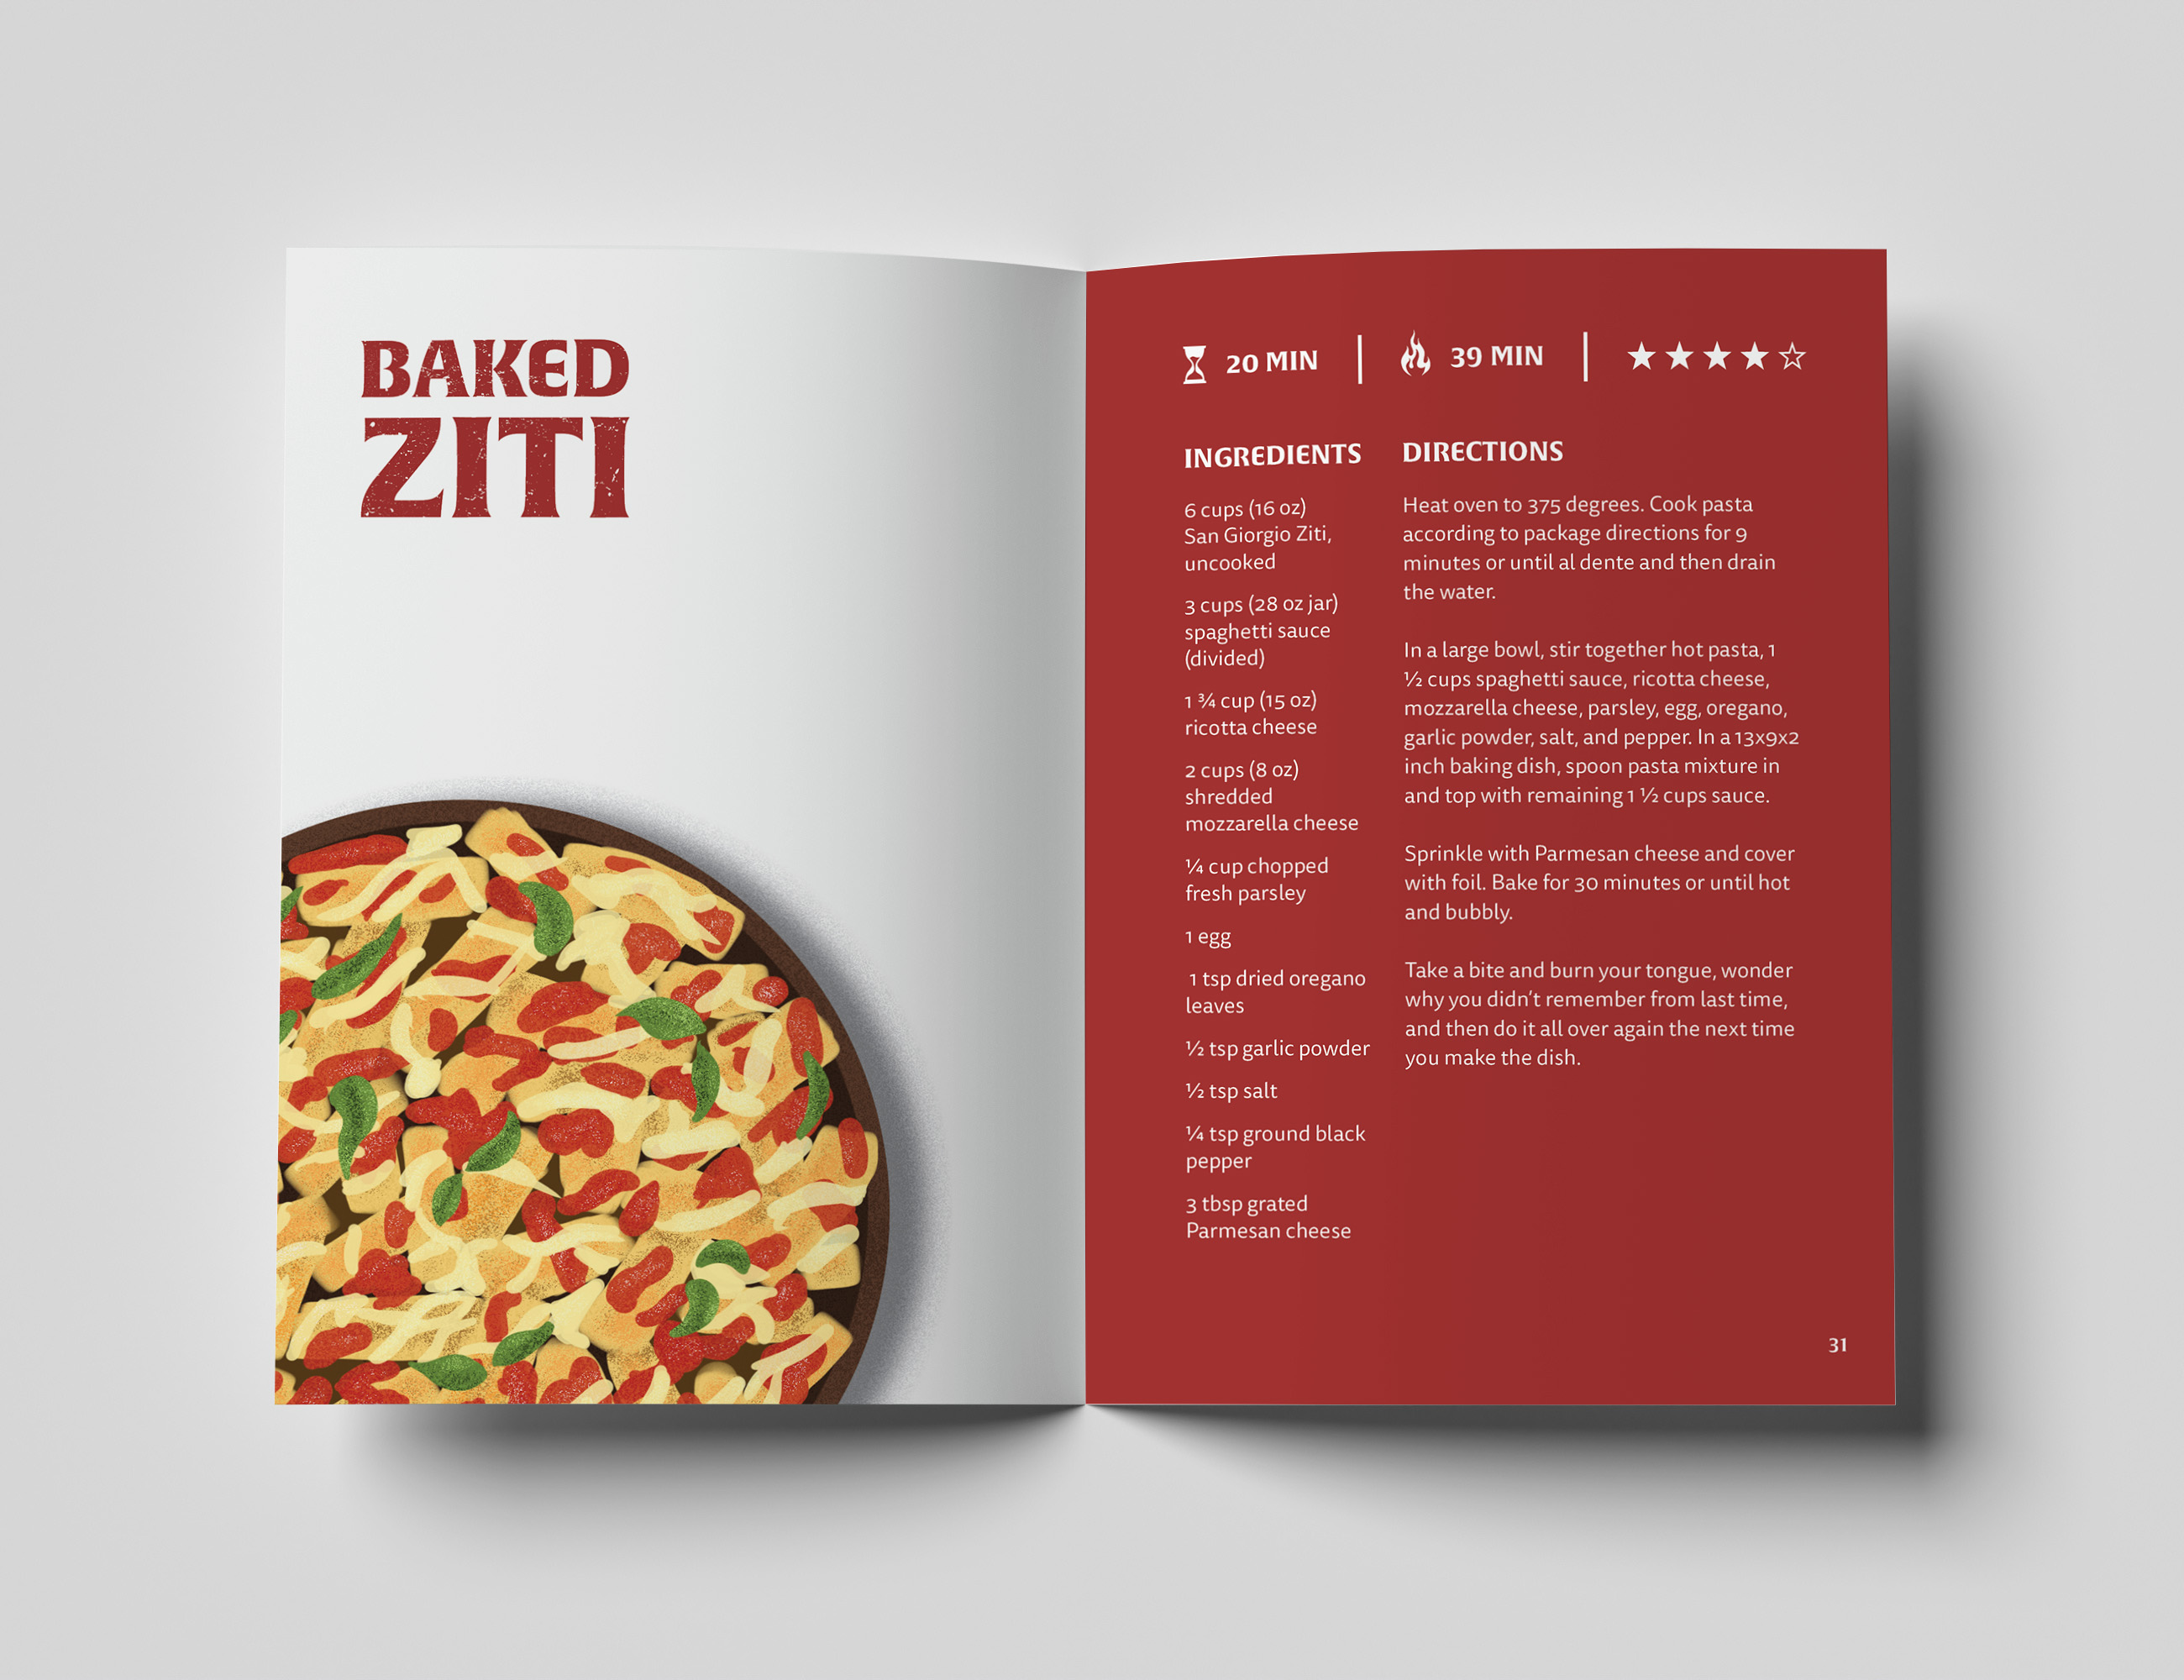 BAKED
ZITI
20 MIN | 39 MIN | ★★★★☆
INGREDIENTS
6 cups (16 oz)
San Giorgio Ziti,
uncooked
3 cups (28 oz jar)
spaghetti sauce
(divided)
1 ¾ cup (15 oz)
ricotta cheese
2 cups (8 oz)
shredded
mozzarella cheese
¼ cup chopped
fresh parsley
1 egg
1 tsp dried oregano
leaves
½ tsp garlic powder
½ tsp salt
¼ tsp ground black
pepper
3 tbsp grated
Parmesan cheese
DIRECTIONS
Heat oven to 375 degrees. Cook pasta
according to package directions for 9
minutes or until al dente and then drain
the water.
In a large bowl, stir together hot pasta, 1
½ cups spaghetti sauce, ricotta cheese,
mozzarella cheese, parsley, egg, oregano,
garlic powder, salt, and pepper. In a 13x9x2
inch baking dish, spoon pasta mixture in
and top with remaining 1 ½ cups sauce.
Sprinkle with Parmesan cheese and cover
with foil. Bake for 30 minutes or until hot
and bubbly.
Take a bite and burn your tongue, wonder
why you didn't remember from last time,
and then do it all over again the next time
you make the dish.
31